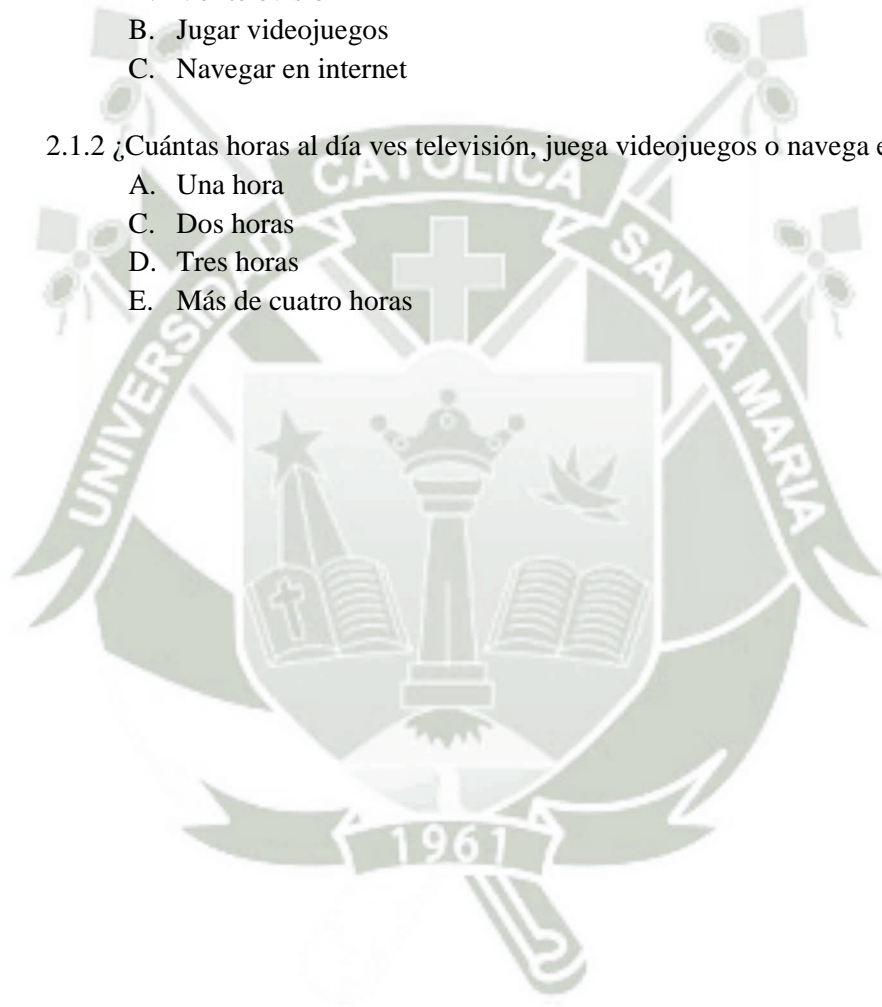 B. Jugar videojuegos
C. Navegar en internet
2.1.2 ¿Cuántas horas al día ves televisión, juega videojuegos o navega e
A. Una hora
C. Dos horas
D. Tres horas
E. Más de cuatro horas
UNIVERSIDAD CATOLICA SANTA MARIA
1961